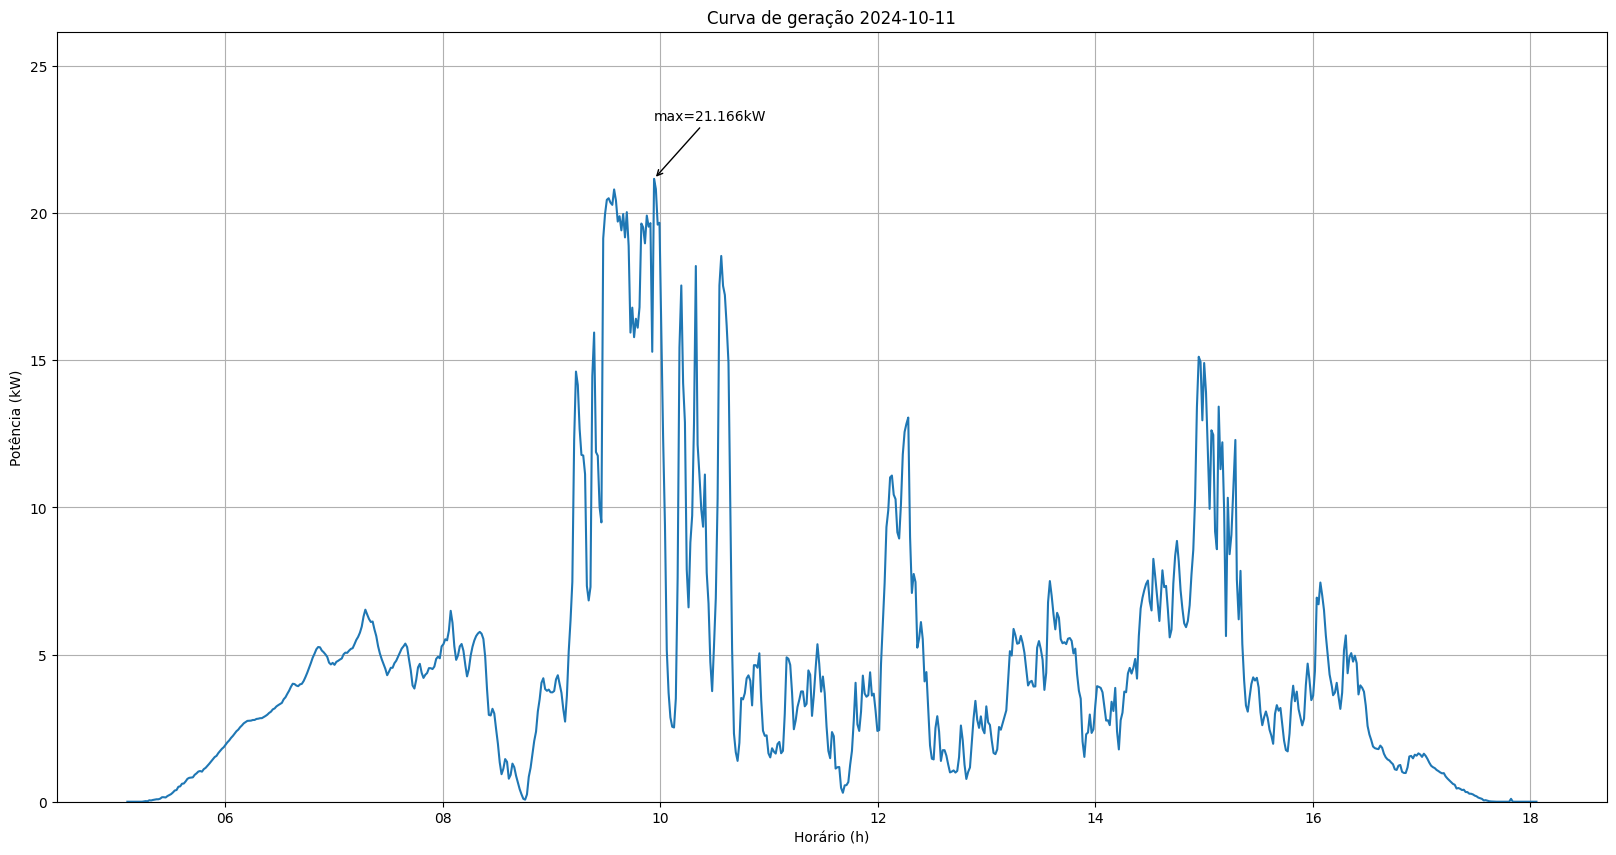 Curva de geração 2024-10-11
25
max=21.166kW
20
15
Potência (kW)
10
5
0
06 08 10 12 14 16 18
Horário (h)